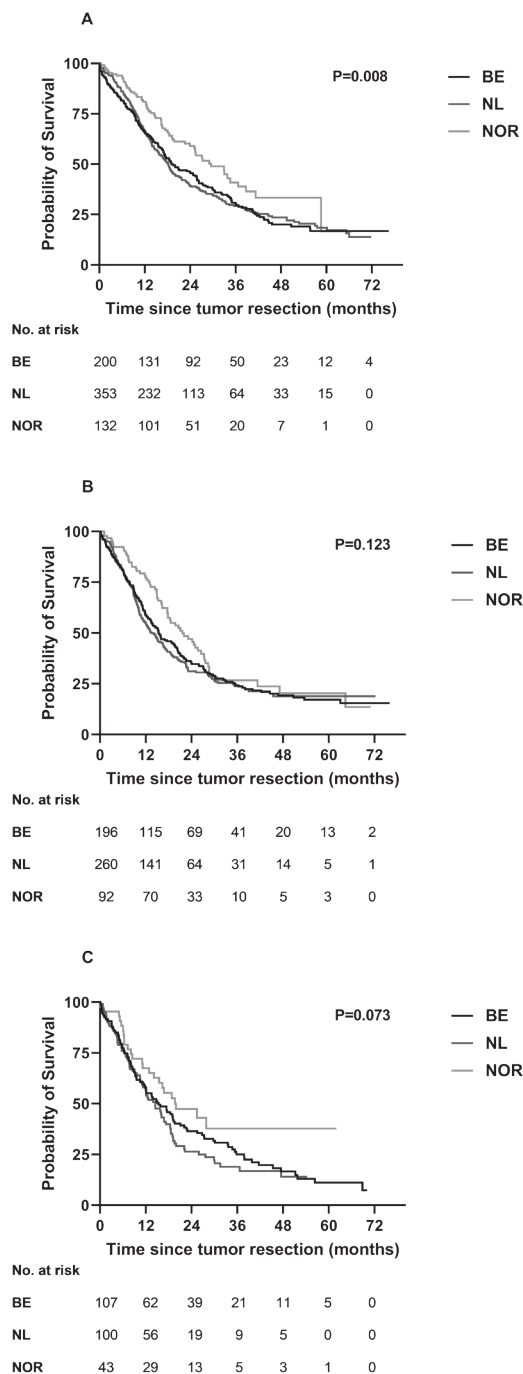 A
P=0.008
BE
NL
NOR
Probability of Survival
100
75
50
25
0
0 12 24 36 48 60 72
Time since tumor resection (months)
No. at risk
BE 200 131 92 50 23 12 4
NL 353 232 113 64 33 15 0
NOR 132 101 51 20 7 1 0
B
P=0.123
BE
NL
NOR
Probability of Survival
100
75
50
25
0
0 12 24 36 48 60 72
Time since tumor resection (months)
No. at risk
BE 196 115 69 41 20 13 2
NL 260 141 64 31 14 5 1
NOR 92 70 33 10 5 3 0
C
P=0.073
BE
NL
NOR
Probability of Survival
100
75
50
25
0
0 12 24 36 48 60 72
Time since tumor resection (months)
No. at risk
BE 107 62 39 21 11 5 0
NL 100 56 19 9 5 0 0
NOR 43 29 13 5 3 1 0